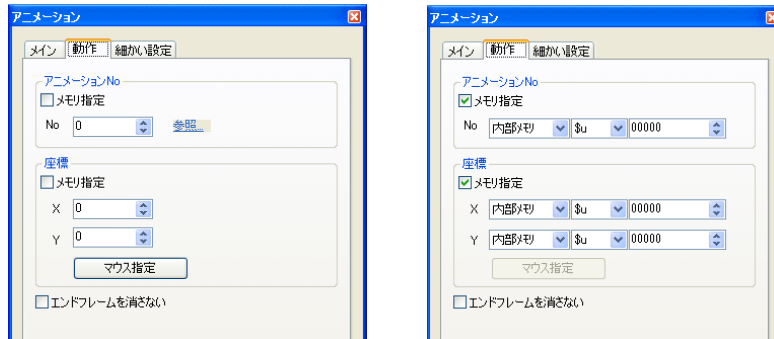 アニメーション
メイン 動作 細かい設定
アニメーションNo
メモリ指定
No 0 参照...
座標
メモリ指定
X 0
Y 0
マウス指定
エンドフレームを消さない
アニメーション
メイン 動作 細かい設定
アニメーションNo
メモリ指定
No 内部メモリ $u 00000
座標
メモリ指定
X 内部メモリ $u 00000
Y 内部メモリ $u 00000
マウス指定
エンドフレームを消さない